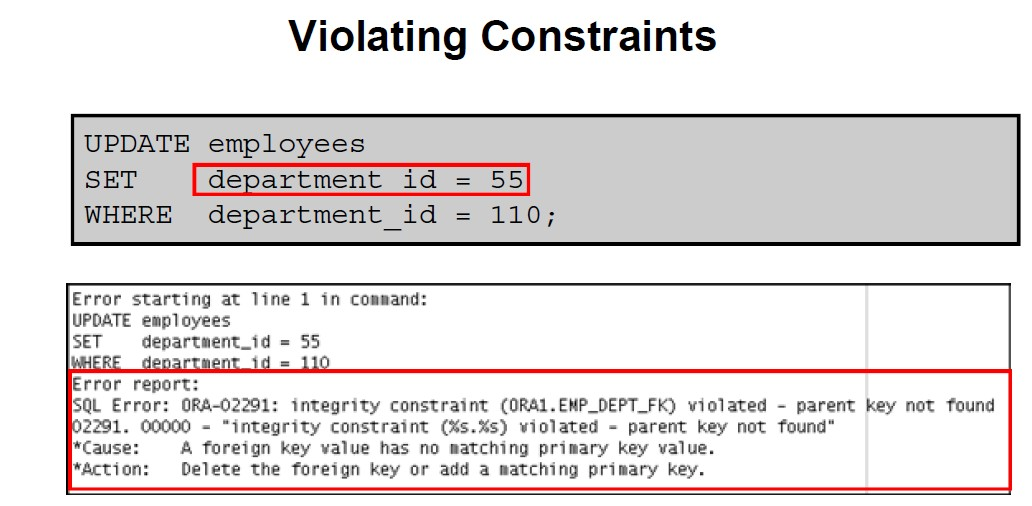 Violating Constraints
UPDATE employees
SET department_id = 55
WHERE department_id = 110;
Error starting at line 1 in command:
UPDATE employees
SET department_id = 55
WHERE department_id = 110
Error report:
SQL Error: ORA-02291: integrity constraint (ORA1.EMP_DEPT_FK) violated - parent key not found
02291. 00000 - "integrity constraint (%s.%s) violated - parent key not found"
*Cause: A foreign key value has no matching primary key value.
*Action: Delete the foreign key or add a matching primary key.